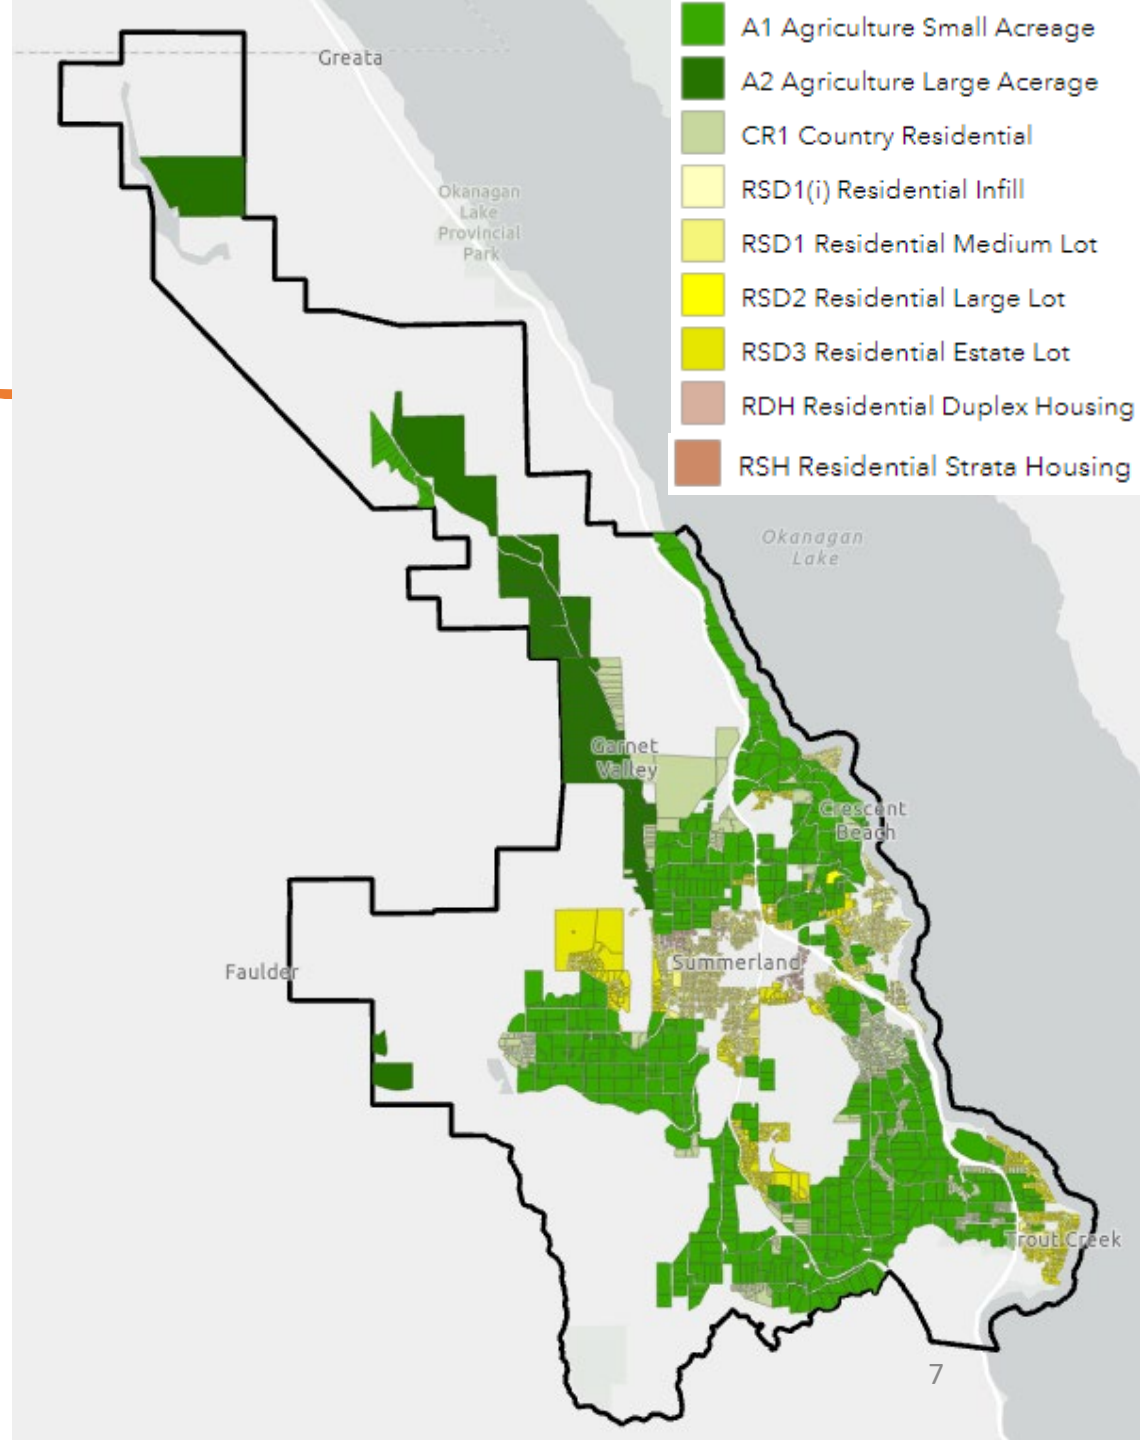 A1 Agriculture Small Acreage
A2 Agriculture Large Acerage
CR1 Country Residential
RSD1(i) Residential Infill
RSD1 Residential Medium Lot
RSD2 Residential Large Lot
RSD3 Residential Estate Lot
RDH Residential Duplex Housing
RSH Residential Strata Housing
Greata
Okanagan
Lake
Provincial
Park
Okanagan
Lake
Garnet
Valley
Crescent
Beach
Summerland
Faulder
Trout Creek
7